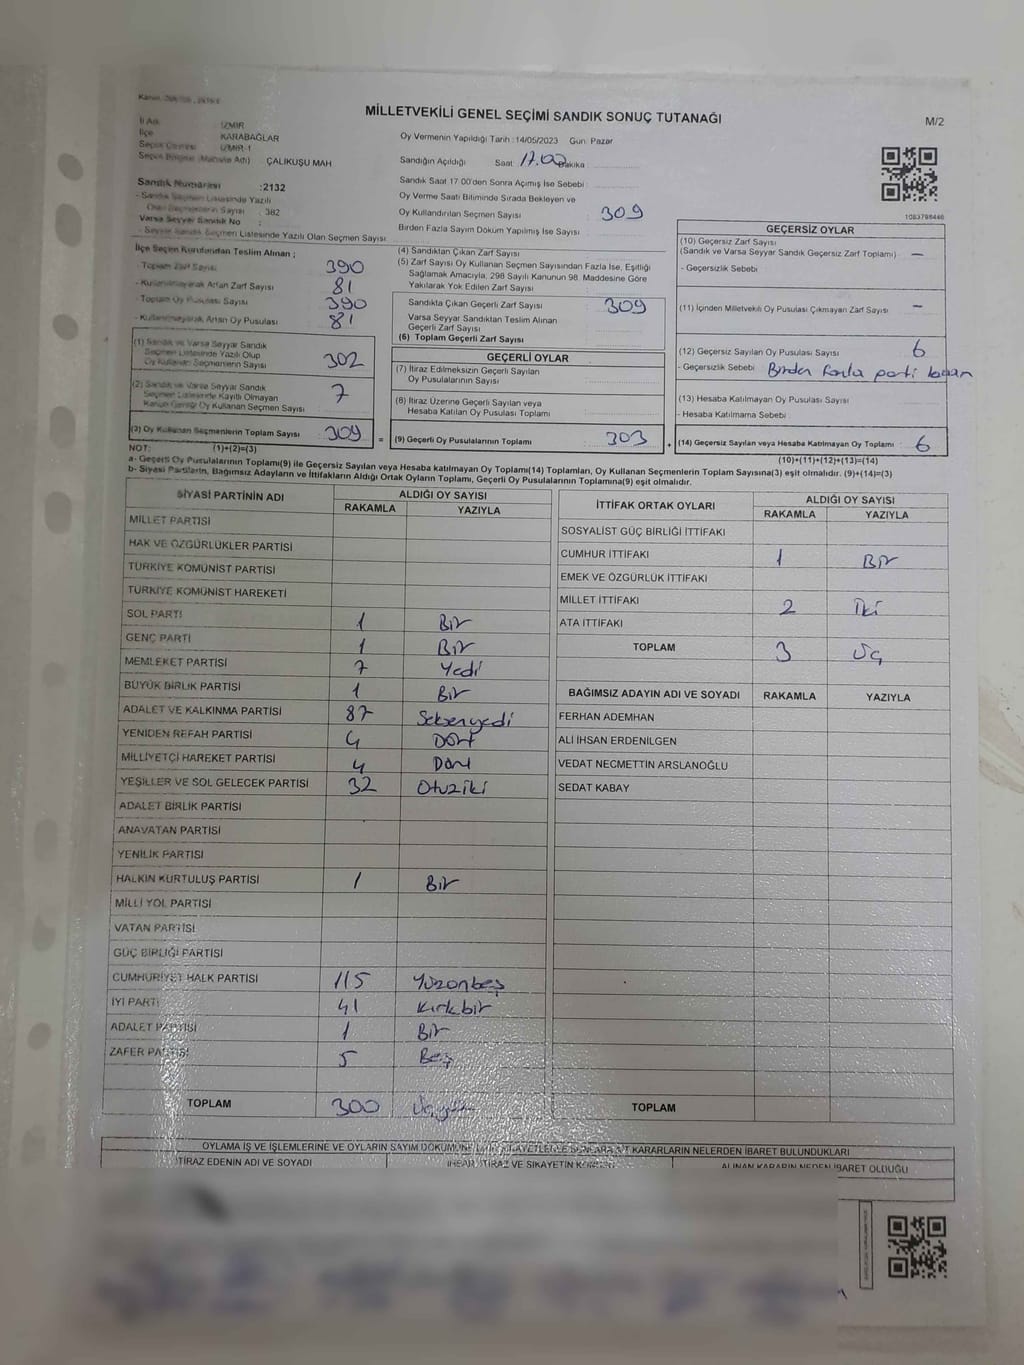 MİLLETVEKİLİ GENEL SEÇİMİ SANDIK SONUÇ TUTANAĞI
M/2
İl Adı : İZMİR
İlçe : KARABAĞLAR
Seçim Çevresi : İZMİR-1
ÇALIKUŞU MAH
Sandık Numarası :2132
- Sandık Seçmen Listesinde Yazılı
Olan Seçmenlerin Sayısı : 382
Varsa Seyyar Sandık No :
- Seçmen Listesinde Yazılı Olan Seçmen Sayısı
Oy Vermenin Yapıldığı Tarih :14/05/2023 Gün: Pazar
Sandığın Açıldığı Saat 17.00 Dakika
Sandık Saat 17:00'den Sonra Açımış İse Sebebi
Oy Verme Saati Bitiminde Sırada Bekleyen ve
Oy Kullandırılan Seçmen Sayısı 309
Birden Fazla Sayım Döküm Yapılmış İse Sayısı
1083798446
İlçe Seçim Kurulundan Teslim Alınan ;
- Toplam Zarf Sayısı 390
- Kullanılmayarak Artan Zarf Sayısı 81
- Toplam Oy Pusulası Sayısı 390
- Kullanılmayarak Artan Oy Pusulası 81
(1) Sandık ve Varsa Seyyar Sandık
Seçmen Listesinde Yazılı Olup
Oy Kullanan Seçmenlerin Sayısı 302
(2) Sandık ve Varsa Seyyar Sandık
Seçmen Listesinde Kayıtlı Olmayan
Kanun Gereği Oy Kullanan Seçmen Sayısı 7
(3) Oy Kullanan Seçmenlerin Toplam Sayısı 309 =
(1)+(2)=(3)
(4) Sandıktan Çıkan Zarf Sayısı
(5) Zarf Sayısı Oy Kullanan Seçmen Sayısından Fazla İse, Eşitliği
Sağlamak Amacıyla, 298 Sayılı Kanunun 98. Maddesine Göre
Yakılarak Yok Edilen Zarf Sayısı
Sandıkta Çıkan Geçerli Zarf Sayısı 309
Varsa Seyyar Sandıktan Teslim Alınan
Geçerli Zarf Sayısı
(6) Toplam Geçerli Zarf Sayısı
GEÇERLİ OYLAR
(7) İtiraz Edilmeksizin Geçerli Sayılan
Oy Pusulalarının Sayısı
(8) İtiraz Üzerine Geçerli Sayılan veya
Hesaba Katılan Oy Pusulası Toplamı
(9) Geçerli Oy Pusulalarının Toplamı 303 +
GEÇERSİZ OYLAR
(10) Geçersiz Zarf Sayısı
(Sandık ve Varsa Seyyar Sandık Geçersiz Zarf Toplamı) -
- Geçersizlik Sebebi
(11) İçinden Milletvekili Oy Pusulası Çıkmayan Zarf Sayısı -
(12) Geçersiz Sayılan Oy Pusulası Sayısı 6
- Geçersizlik Sebebi Birden fazla parti
(13) Hesaba Katılmayan Oy Pusulası Sayısı
- Hesaba Katılmama Sebebi
(14) Geçersiz Sayılan veya Hesaba Katılmayan Oy Toplamı 6
(10)+(11)+(12)+(13)=(14)
NOT:
a- Geçerli Oy Pusulalarının Toplamı(9) ile Geçersiz Sayılan veya Hesaba katılmayan Oy Toplamı(14) Toplamları, Oy Kullanan Seçmenlerin Toplam Sayısına(3) eşit olmalıdır. (9)+(14)=(3)
b- Siyasi Partilerin, Bağımsız Adayların ve İttifakların Aldığı Ortak Oyların Toplamı, Geçerli Oy Pusulalarının Toplamına(9) eşit olmalıdır.
SİYASİ PARTİNİN ADI ALDIĞI OY SAYISI
RAKAMLA YAZIYLA
MİLLET PARTİSİ
HAK VE ÖZGÜRLÜKLER PARTİSİ
TÜRKİYE KOMÜNİST PARTİSİ
TÜRKİYE KOMÜNİST HAREKETİ
SOL PARTİ 1 Bir
GENÇ PARTİ 1 Bir
MEMLEKET PARTİSİ 7 Yedi
BÜYÜK BİRLİK PARTİSİ 1 Bir
ADALET VE KALKINMA PARTİSİ 87 Seksenyedi
YENİDEN REFAH PARTİSİ 4 Dört
MİLLİYETÇİ HAREKET PARTİSİ 4 Dört
YEŞİLLER VE SOL GELECEK PARTİSİ 32 Otuziki
ADALET BİRLİK PARTİSİ
ANAVATAN PARTİSİ
YENİLİK PARTİSİ
HALKIN KURTULUŞ PARTİSİ 1 Bir
MİLLİ YOL PARTİSİ
VATAN PARTİSİ
GÜÇ BİRLİĞİ PARTİSİ
CUMHURİYET HALK PARTİSİ 115 Yüzonbeş
İYİ PARTİ 41 Kırkbir
ADALET PARTİSİ 1 Bir
ZAFER PARTİSİ 5 Beş
TOPLAM 300 Üçyüz
İTTİFAK ORTAK OYLARI ALDIĞI OY SAYISI
RAKAMLA YAZIYLA
SOSYALİST GÜÇ BİRLİĞİ İTTİFAKI
CUMHUR İTTİFAKI 1 Bir
EMEK VE ÖZGÜRLÜK İTTİFAKI
MİLLET İTTİFAKI 2 İki
ATA İTTİFAKI
TOPLAM 3 Üç
BAĞIMSIZ ADAYIN ADI VE SOYADI RAKAMLA YAZIYLA
FERHAN ADEMHAN
ALİ İHSAN ERDENİLGEN
VEDAT NECMETTİN ARSLANOĞLU
SEDAT KABAY
TOPLAM
OYLAMA İŞ VE İŞLEMLERİNE VE OYLARIN SAYIM DÖKÜMÜNE KARARLARIN NELERDEN İBARET BULUNDUKLARI
İTİRAZ EDENİN ADI VE SOYADI
İHBAR, İTİRAZ VE ŞİKAYETİN KONUSU
ALINAN KARARIN NEDEN İBARET OLDUĞU